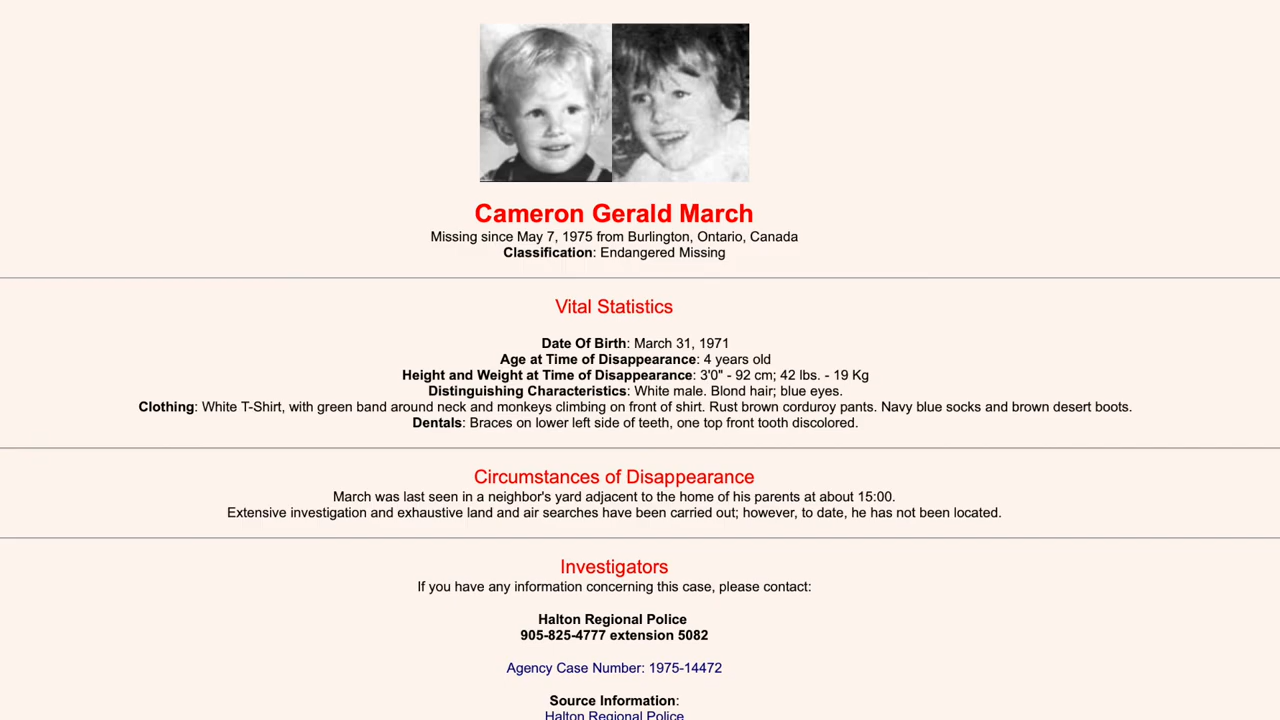 Cameron Gerald March
Missing since May 7, 1975 from Burlington, Ontario, Canada
Classification: Endangered Missing
Vital Statistics
Date Of Birth: March 31, 1971
Age at Time of Disappearance: 4 years old
Height and Weight at Time of Disappearance: 3'0" - 92 cm; 42 lbs. - 19 Kg
Distinguishing Characteristics: White male. Blond hair; blue eyes.
Clothing: White T-Shirt, with green band around neck and monkeys climbing on front of shirt. Rust brown corduroy pants. Navy blue socks and brown desert boots.
Dentals: Braces on lower left side of teeth, one top front tooth discolored.
Circumstances of Disappearance
March was last seen in a neighbor's yard adjacent to the home of his parents at about 15:00.
Extensive investigation and exhaustive land and air searches have been carried out; however, to date, he has not been located.
Investigators
If you have any information concerning this case, please contact:
Halton Regional Police
905-825-4777 extension 5082
Agency Case Number: 1975-14472
Source Information:
Halton Regional Police